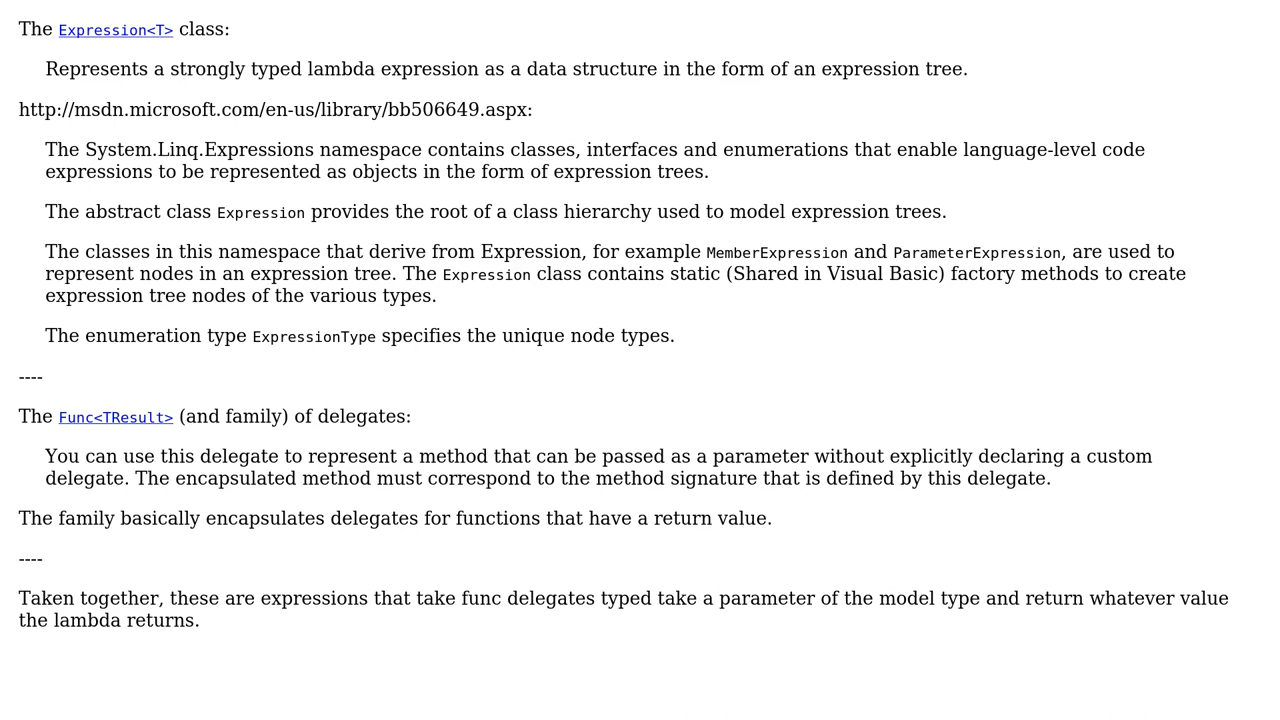 The Expression<T> class:
Represents a strongly typed lambda expression as a data structure in the form of an expression tree.
http://msdn.microsoft.com/en-us/library/bb506649.aspx:
The System.Linq.Expressions namespace contains classes, interfaces and enumerations that enable language-level code
expressions to be represented as objects in the form of expression trees.
The abstract class Expression provides the root of a class hierarchy used to model expression trees.
The classes in this namespace that derive from Expression, for example MemberExpression and ParameterExpression, are used to
represent nodes in an expression tree. The Expression class contains static (Shared in Visual Basic) factory methods to create
expression tree nodes of the various types.
The enumeration type ExpressionType specifies the unique node types.
----
The Func<TResult> (and family) of delegates:
You can use this delegate to represent a method that can be passed as a parameter without explicitly declaring a custom
delegate. The encapsulated method must correspond to the method signature that is defined by this delegate.
The family basically encapsulates delegates for functions that have a return value.
----
Taken together, these are expressions that take func delegates typed take a parameter of the model type and return whatever value
the lambda returns.